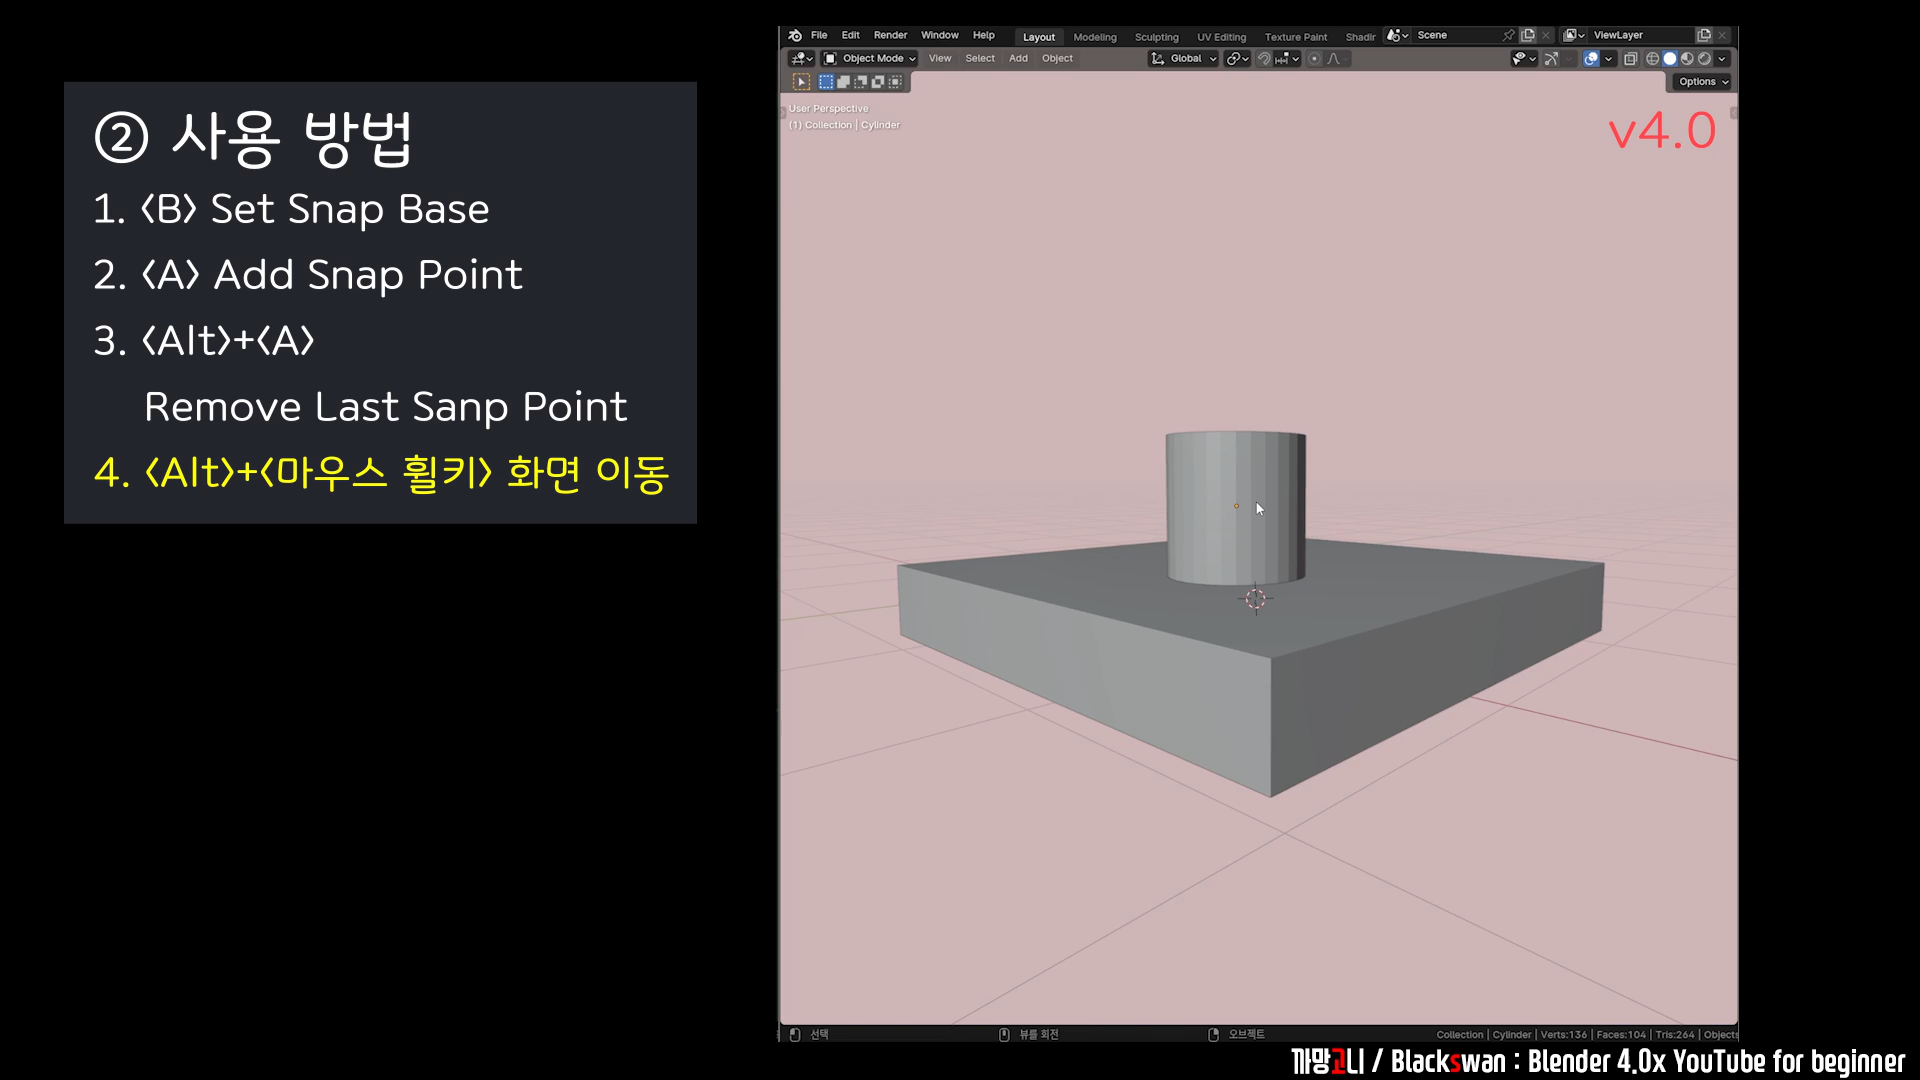 ② 사용 방법
1. <B> Set Snap Base
2. <A> Add Snap Point
3. <Alt>+<A>
Remove Last Sanp Point
4. <Alt>+<마우스 휠키> 화면 이동
File Edit Render Window Help Layout Modeling Sculpting UV Editing Texture Paint Shadir Scene ViewLayer
Object Mode View Select Add Object Global
Options
User Perspective
(1) Collection | Cylinder
v4.0
선택 뷰를 회전 오브젝트 Collection | Cylinder | Verts:136 | Faces:104 | Tris:264 | Objects
까망고니 / Blackswan : Blender 4.0x YouTube for beginner